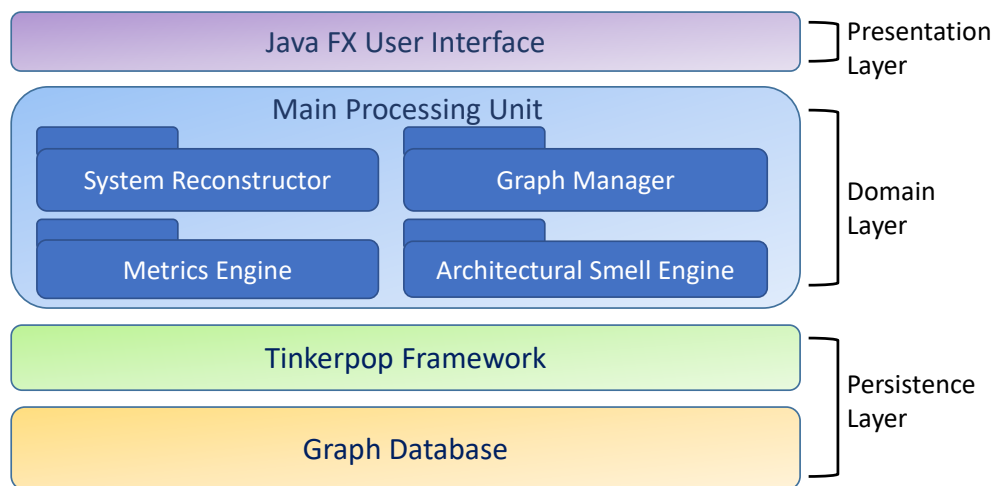 Java FX User Interface
Presentation
Layer
Main Processing Unit
System Reconstructor
Graph Manager
Metrics Engine
Architectural Smell Engine
Domain
Layer
Tinkerpop Framework
Graph Database
Persistence
Layer